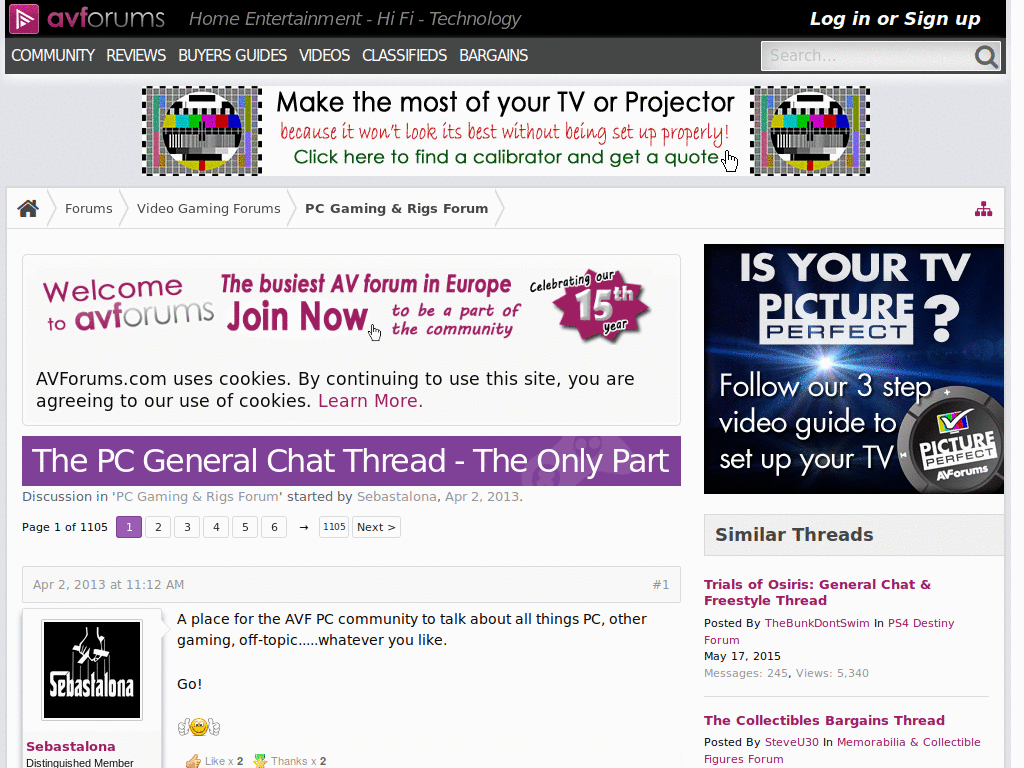 avforums Home Entertainment - Hi Fi - Technology Log in or Sign up
COMMUNITY REVIEWS BUYERS GUIDES VIDEOS CLASSIFIEDS BARGAINS Search...
Make the most of your TV or Projector
because it won't look its best without being set up properly!
Click here to find a calibrator and get a quote
Forums Video Gaming Forums PC Gaming & Rigs Forum
Welcome to avforums
The busiest AV forum in Europe
Join Now to be a part of the community
Celebrating our 15th year
AVForums.com uses cookies. By continuing to use this site, you are
agreeing to our use of cookies. Learn More.
The PC General Chat Thread - The Only Part
Discussion in 'PC Gaming & Rigs Forum' started by Sebastalona, Apr 2, 2013.
Page 1 of 1105 1 2 3 4 5 6 → 1105 Next >
Apr 2, 2013 at 11:12 AM #1
Sebastalona
Sebastalona
Distinguished Member
A place for the AVF PC community to talk about all things PC, other
gaming, off-topic.....whatever you like.
Go!
Like x 2 Thanks x 2
IS YOUR TV
PICTURE
PERFECT ?
Follow our 3 step
video guide to
set up your TV
PICTURE
PERFECT
AVForums
Similar Threads
Trials of Osiris: General Chat &
Freestyle Thread
Posted By TheBunkDontSwim In PS4 Destiny
Forum
May 17, 2015
Messages: 245, Views: 5,340
The Collectibles Bargains Thread
Posted By SteveU30 In Memorabilia & Collectible
Figures Forum